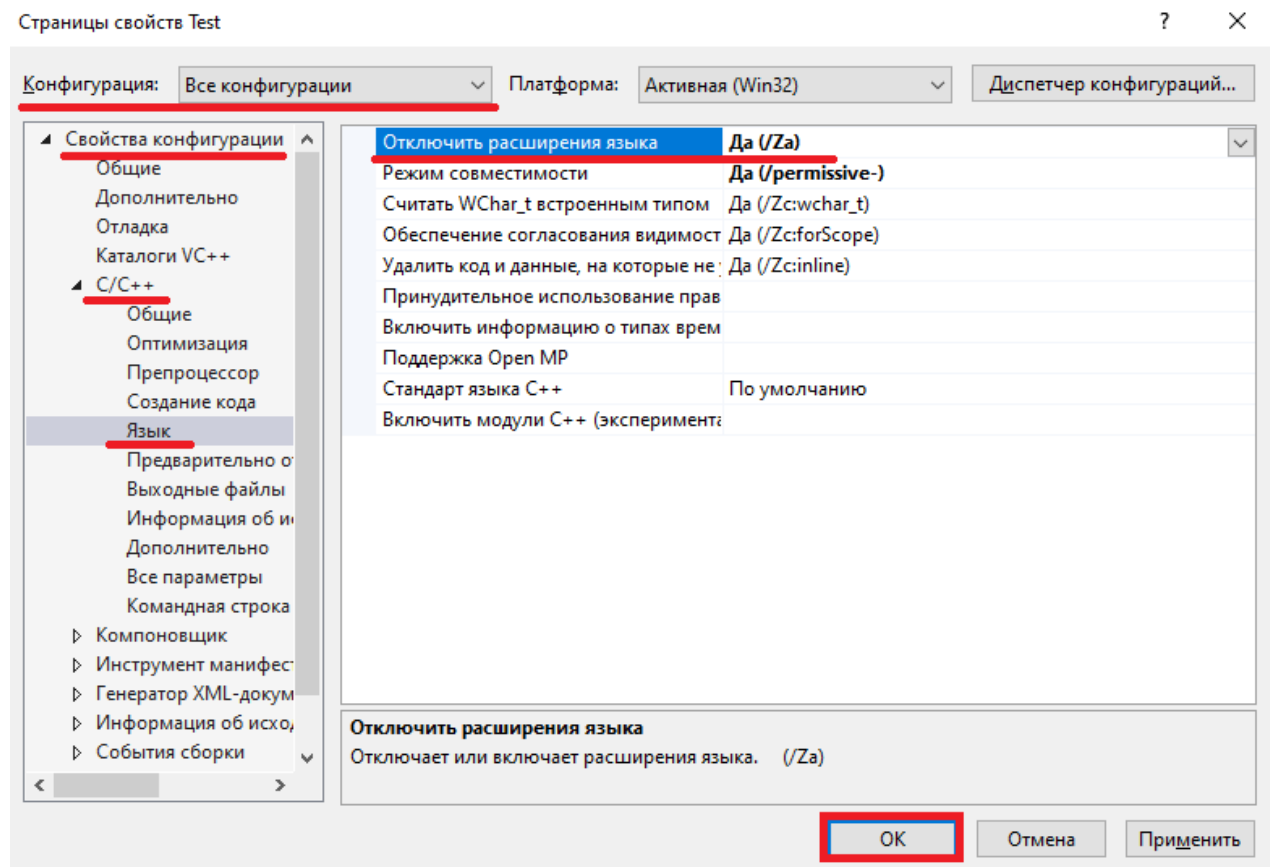 Страницы свойств Test
?
Конфигурация: Все конфигурации Платформа: Активная (Win32) Диспетчер конфигураций...
Свойства конфигурации
Общие
Дополнительно
Отладка
Каталоги VC++
C/C++
Общие
Оптимизация
Препроцессор
Создание кода
Язык
Предварительно о
Выходные файлы
Информация об и
Дополнительно
Все параметры
Командная строка
Компоновщик
Инструмент манифес
Генератор XML-докум
Информация об исхо
События сборки
Отключить расширения языка Да (/Za)
Режим совместимости Да (/permissive-)
Считать WChar_t встроенным типом Да (/Zc:wchar_t)
Обеспечение согласования видимост Да (/Zc:forScope)
Удалить код и данные, на которые не Да (/Zc:inline)
Принудительное использование прав
Включить информацию о типах врем
Поддержка Open MP
Стандарт языка C++ По умолчанию
Включить модули C++ (эксперимента
Отключить расширения языка
Отключает или включает расширения языка. (/Za)
ОК Отмена Применить